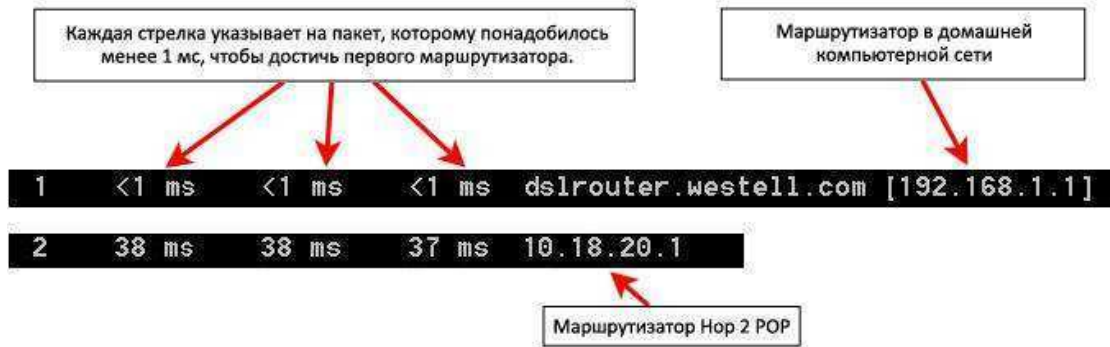 Каждая стрелка указывает на пакет, которому понадобилось
менее 1 мс, чтобы достичь первого маршрутизатора.
Маршрутизатор в домашней
компьютерной сети
1 <1 ms <1 ms <1 ms dslrouter.westell.com [192.168.1.1]
2 38 ms 38 ms 37 ms 10.18.20.1
Маршрутизатор Hop 2 POP